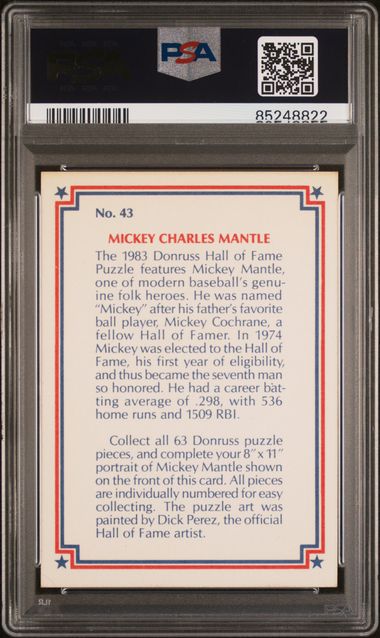 PSA
85248822
No. 43
MICKEY CHARLES MANTLE
The 1983 Donruss Hall of Fame
Puzzle features Mickey Mantle,
one of modern baseball's genu-
ine folk heroes. He was named
"Mickey" after his father's favorite
ball player, Mickey Cochrane, a
fellow Hall of Famer. In 1974
Mickey was elected to the Hall of
Fame, his first year of eligibility,
and thus became the seventh man
so honored. He had a career bat-
ting average of .298, with 536
home runs and 1509 RBI.
Collect all 63 Donruss puzzle
pieces, and complete your 8" x 11"
portrait of Mickey Mantle shown
on the front of this card. All pieces
are individually numbered for easy
collecting. The puzzle art was
painted by Dick Perez, the official
Hall of Fame artist.